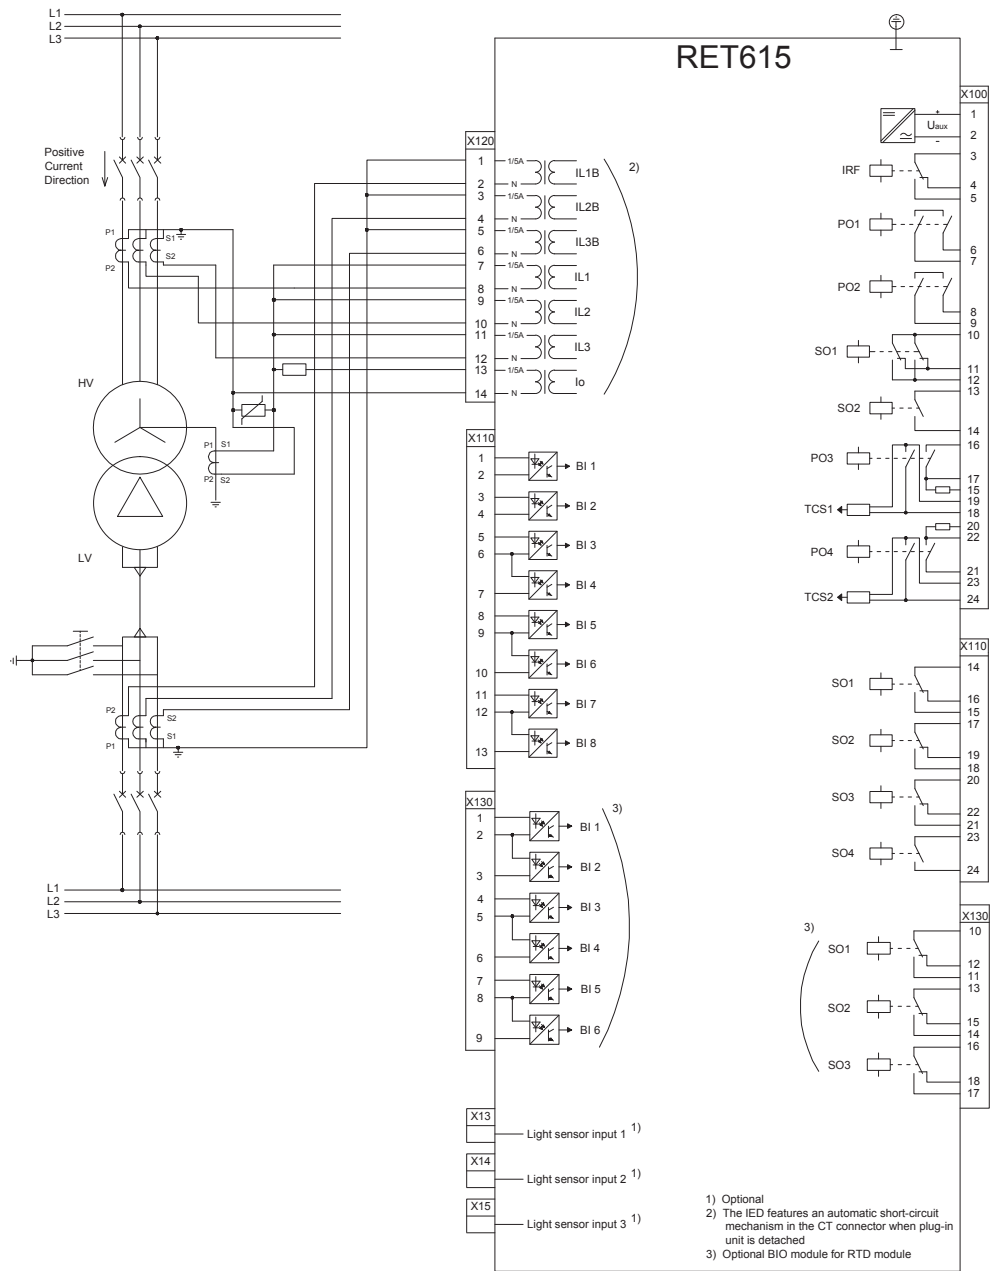 L1
L2
L3
RET615
Positive
Current
Direction
P1
S1
P2
S2
HV
P1
S1
P2
S2
LV
P2
S2
P1
S1
L1
L2
L3
X120
1
1/5A
IL1B
2)
2
N
3
1/5A
IL2B
4
N
5
1/5A
IL3B
6
N
7
1/5A
IL1
8
N
9
1/5A
IL2
10
N
11
1/5A
IL3
12
N
13
1/5A
Io
14
N
X110
1
BI 1
2
3
BI 2
4
5
BI 3
6
BI 4
7
8
BI 5
9
BI 6
10
11
BI 7
12
BI 8
13
X130
3)
1
BI 1
2
BI 2
3
4
BI 3
5
BI 4
6
7
BI 5
8
BI 6
9
X13
Light sensor input 1 1)
X14
Light sensor input 2 1)
X15
Light sensor input 3 1)
X100
+
1
Uaux
2
-
3
IRF
4
5
PO1
6
7
PO2
8
9
10
SO1
11
12
13
SO2
14
16
PO3
17
15
19
TCS1
18
20
22
PO4
21
23
TCS2
24
X110
14
SO1
16
15
17
SO2
19
18
20
SO3
22
21
23
SO4
24
X130
3)
10
SO1
12
11
13
SO2
15
14
16
SO3
18
17
1) Optional
2) The IED features an automatic short-circuit
mechanism in the CT connector when plug-in
unit is detached
3) Optional BIO module for RTD module